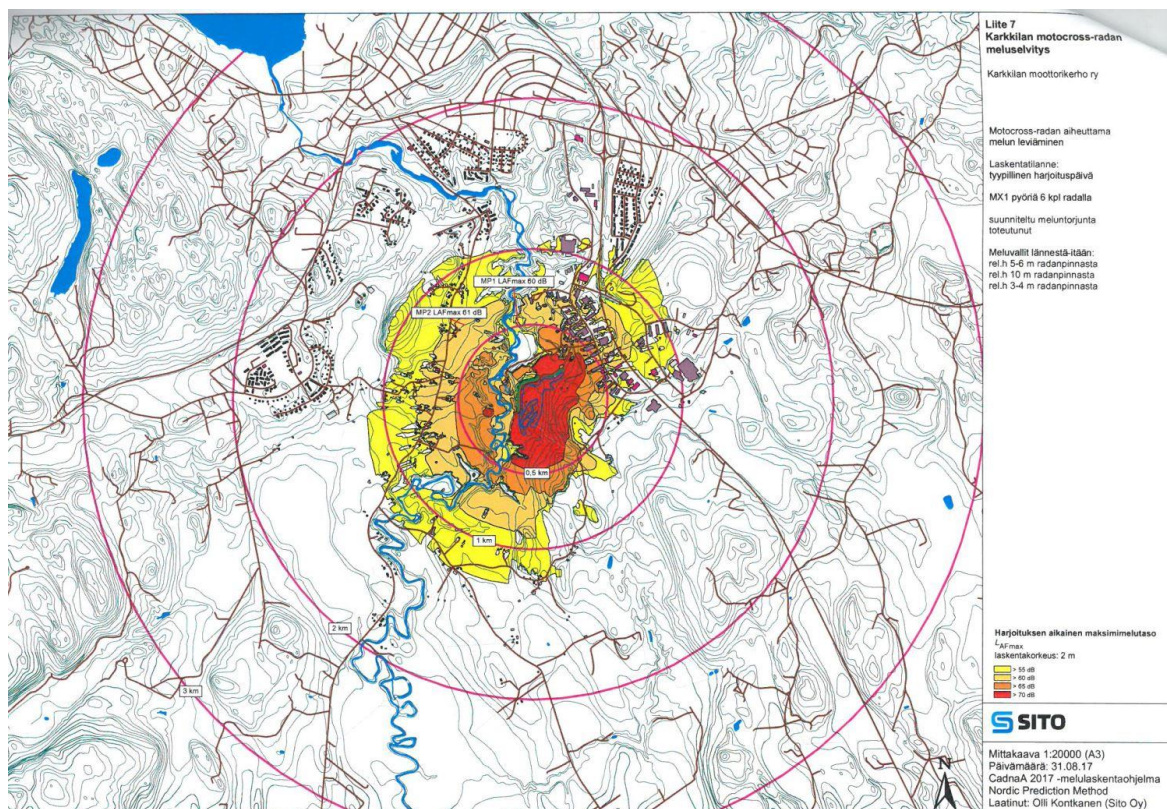 Liite 7
Karkkilan motocross-radan
meluselvitys
Karkkilan moottorikerho ry
Motocross-radan aiheuttama
melun leviäminen
Laskentatilanne:
tyypillinen harjoituspäivä
MX1 pyöriä 6 kpl radalla
suunniteltu meluntorjunta
toteutunut
Meluvallit lännestä-itään:
rel.h 5-6 m radanpinnasta
rel.h 10 m radanpinnasta
rel.h 3-4 m radanpinnasta
MP1 LAFmax 60 dB
MP2 LAFmax 61 dB
0,5 km
1 km
2 km
3 km
Harjoituksen aikainen maksimimelutaso
LAFmax
laskentakorkeus: 2 m
> 55 dB
> 60 dB
> 65 dB
> 70 dB
SITO
N
Mittakaava 1:20000 (A3)
Päivämäärä: 31.08.17
CadnaA 2017 -melulaskentaohjelma
Nordic Prediction Method
Laatinut: Olli Kontkanen (Sito Oy)